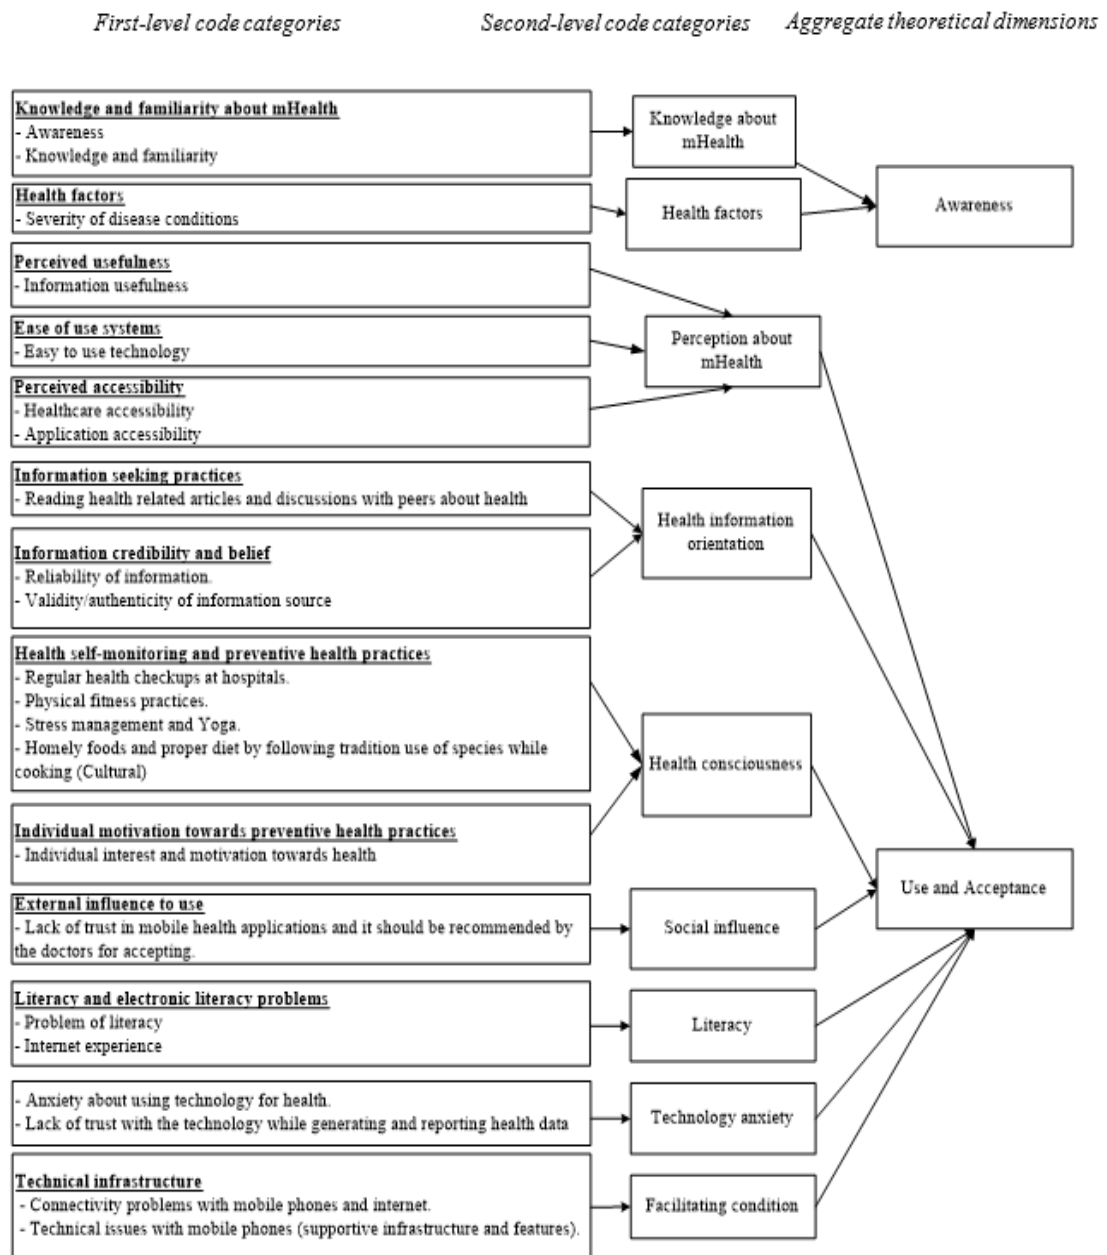 First-level code categories
Second-level code categories
Aggregate theoretical dimensions
Knowledge and familiarity about mHealth
- Awareness
- Knowledge and familiarity
Knowledge about
mHealth
Health factors
- Severity of disease conditions
Health factors
Awareness
Perceived usefulness
- Information usefulness
Ease of use systems
- Easy to use technology
Perceived accessibility
- Healthcare accessibility
- Application accessibility
Perception about
mHealth
Information seeking practices
- Reading health related articles and discussions with peers about health
Information credibility and belief
- Reliability of information.
- Validity/authenticity of information source
Health information
orientation
Health self-monitoring and preventive health practices
- Regular health checkups at hospitals.
- Physical fitness practices.
- Stress management and Yoga.
- Homely foods and proper diet by following tradition use of species while
cooking (Cultural)
Individual motivation towards preventive health practices
- Individual interest and motivation towards health
Health consciousness
External influence to use
- Lack of trust in mobile health applications and it should be recommended by
the doctors for accepting.
Social influence
Use and Acceptance
Literacy and electronic literacy problems
- Problem of literacy
- Internet experience
Literacy
- Anxiety about using technology for health.
- Lack of trust with the technology while generating and reporting health data
Technology anxiety
Technical infrastructure
- Connectivity problems with mobile phones and internet.
- Technical issues with mobile phones (supportive infrastructure and features).
Facilitating condition